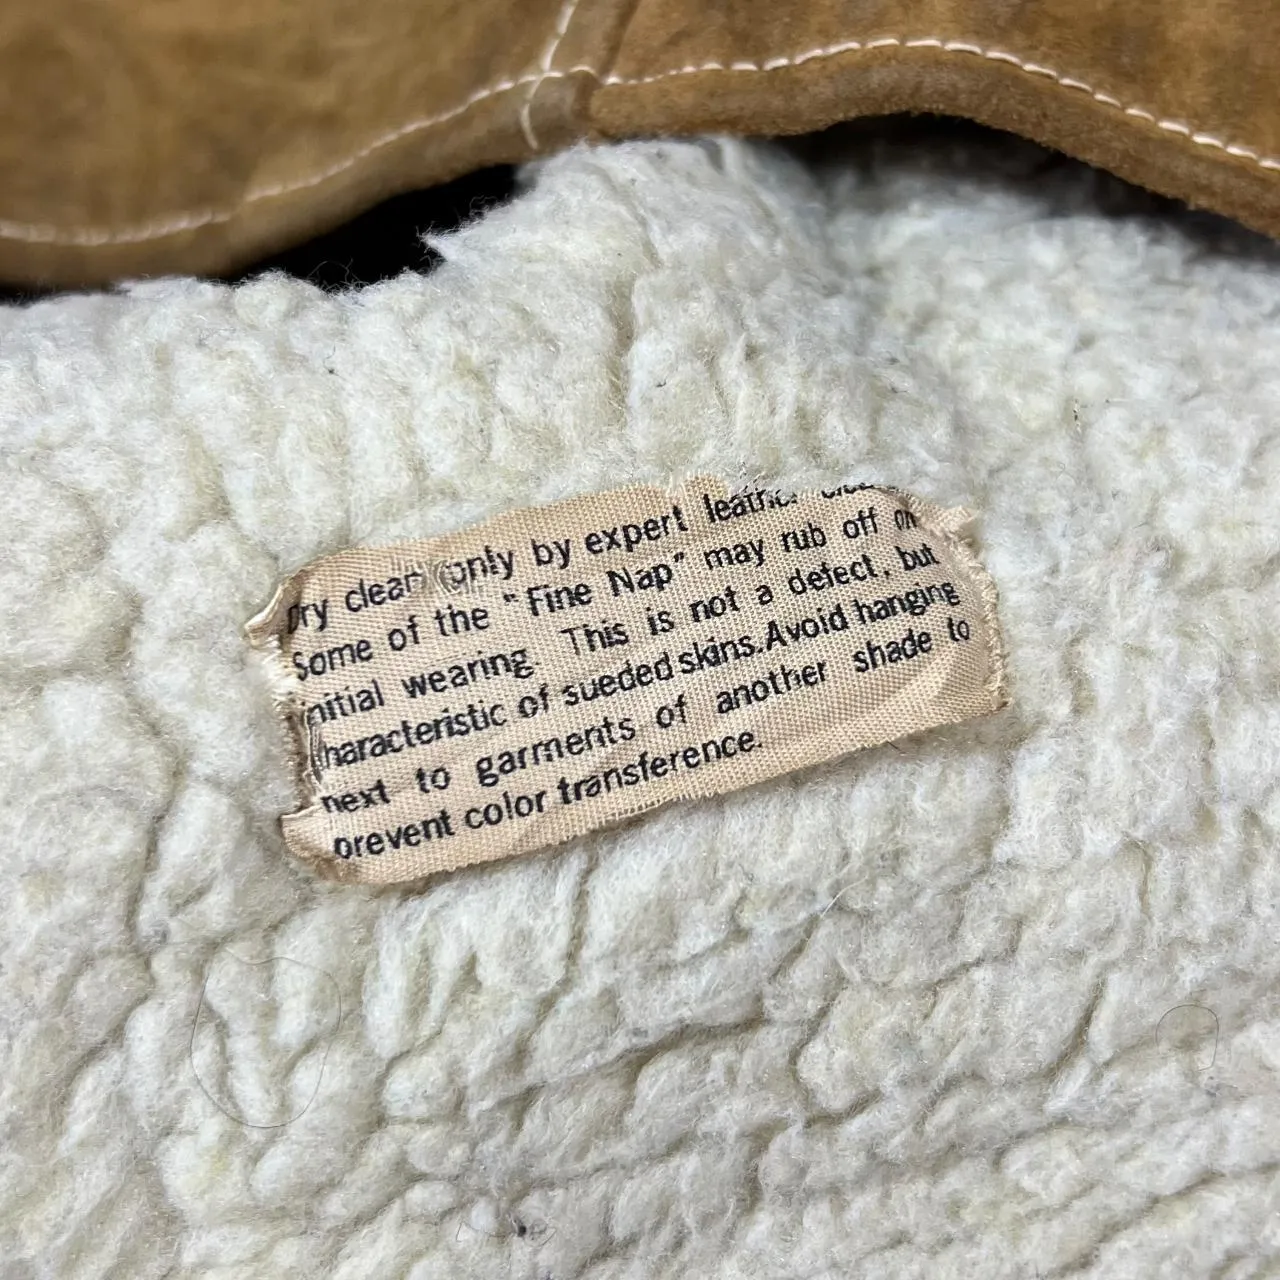 Dry clean only by expert leather
Some of the "Fine Nap" may rub off on
initial wearing. This is not a defect, but
characteristic of sueded skins. Avoid hanging
next to garments of another shade to
prevent color transference.